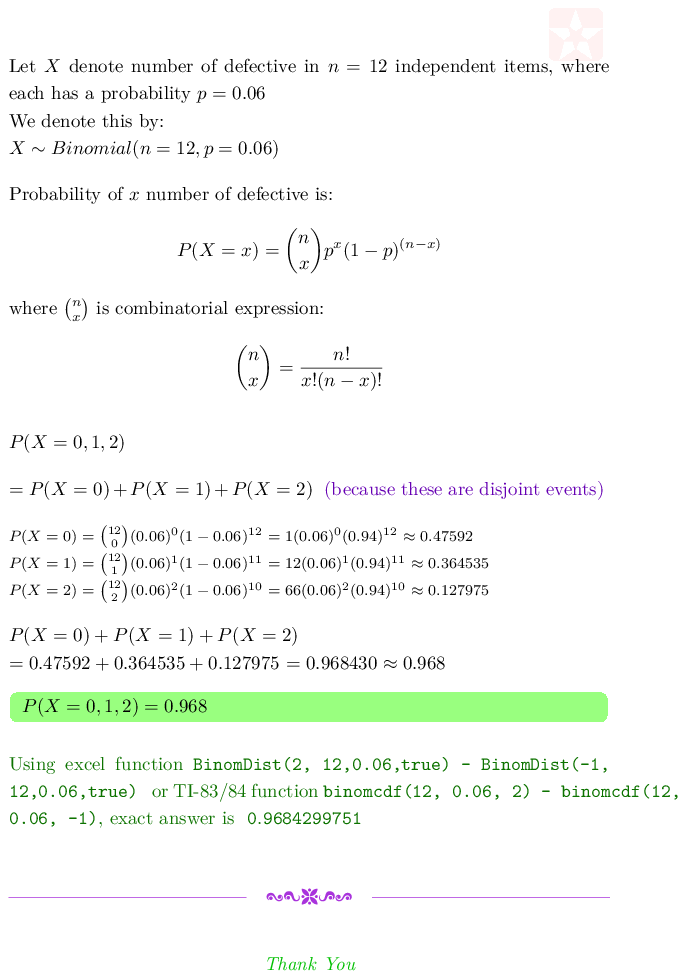 Let X denote number of defective in n = 12 independent items, where
each has a probability p = 0.06
We denote this by:
X ∼ Binomial(n = 12, p = 0.06)
Probability of x number of defective is:
P(X = x) = \binom{n}{x} p^x (1 − p)^{(n−x)}
where \binom{n}{x} is combinatorial expression:
\binom{n}{x} = \frac{n!}{x!(n − x)!}
P(X = 0, 1, 2)
= P(X = 0) + P(X = 1) + P(X = 2) (because these are disjoint events)
P(X = 0) = \binom{12}{0}(0.06)^0(1 − 0.06)^{12} = 1(0.06)^0(0.94)^{12} ≈ 0.47592
P(X = 1) = \binom{12}{1}(0.06)^1(1 − 0.06)^{11} = 12(0.06)^1(0.94)^{11} ≈ 0.364535
P(X = 2) = \binom{12}{2}(0.06)^2(1 − 0.06)^{10} = 66(0.06)^2(0.94)^{10} ≈ 0.127975
P(X = 0) + P(X = 1) + P(X = 2)
= 0.47592 + 0.364535 + 0.127975 = 0.968430 ≈ 0.968
P(X = 0, 1, 2) = 0.968
Using excel function BinomDist(2, 12,0.06,true) - BinomDist(-1,
12,0.06,true) or TI-83/84 function binomcdf(12, 0.06, 2) - binomcdf(12,
0.06, -1), exact answer is 0.9684299751
Thank You